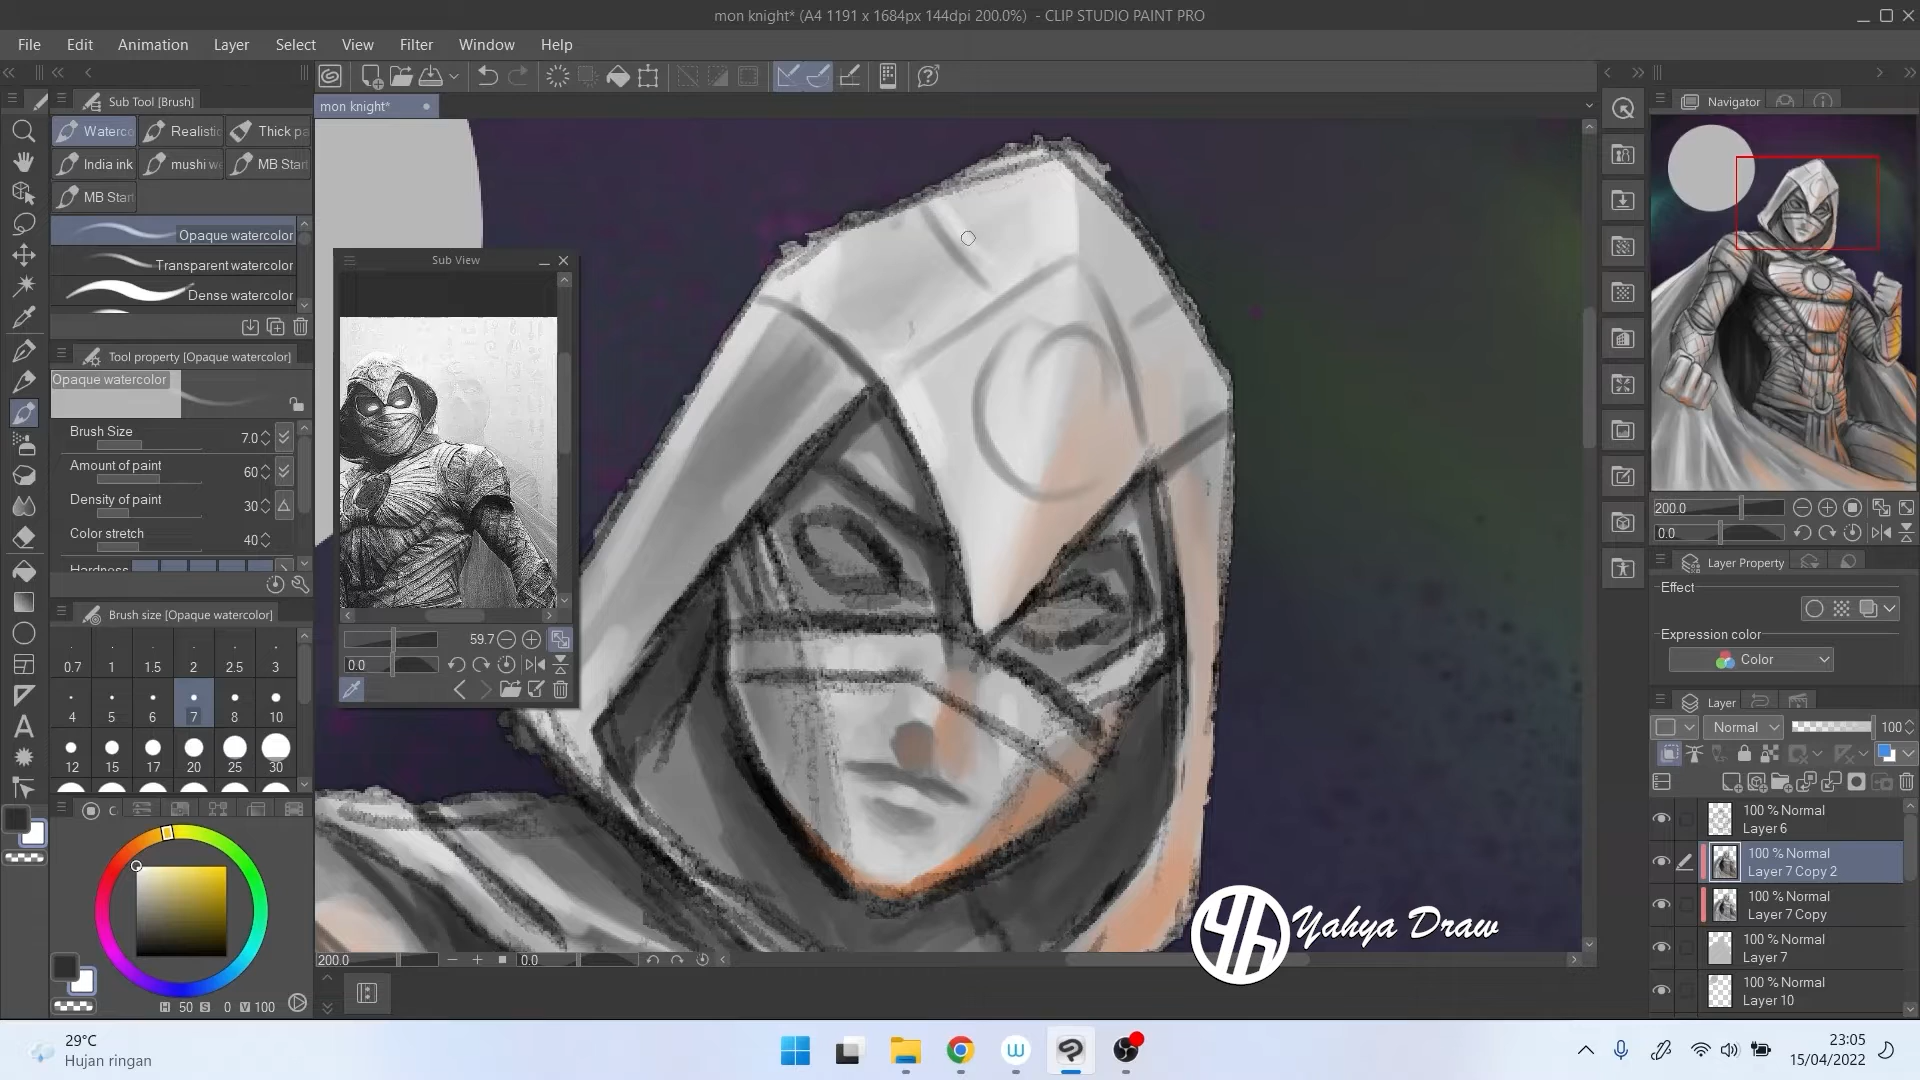 mon knight* (A4 1191 x 1684px 144dpi 200.0%) - CLIP STUDIO PAINT PRO
File Edit Animation Layer Select View Filter Window Help
Sub Tool [Brush]
mon knight*
Navigator
Waterco Realistic Thick pa
India ink mushi w MB Star
MB Star
Opaque watercolor
Transparent watercolor
Dense watercolor
Tool property [Opaque watercolor]
Opaque watercolor
Brush Size 7.0
Amount of paint 60
Density of paint 30
Color stretch 40
Hardness
Brush size [Opaque watercolor]
0.7 1 1.5 2 2.5 3
4 5 6 7 8 10
12 15 17 20 25 30
H 50 S 0 V 100
Sub View
59.7
0.0
200.0 0.0
Yahya Draw
200.0
0.0
Layer Property
Effect
Expression color
Color
Layer
Normal 100
100 % Normal
Layer 6
100 % Normal
Layer 7 Copy 2
100 % Normal
Layer 7 Copy
100 % Normal
Layer 7
100 % Normal
Layer 10
29°C
Hujan ringan
23:05
15/04/2022